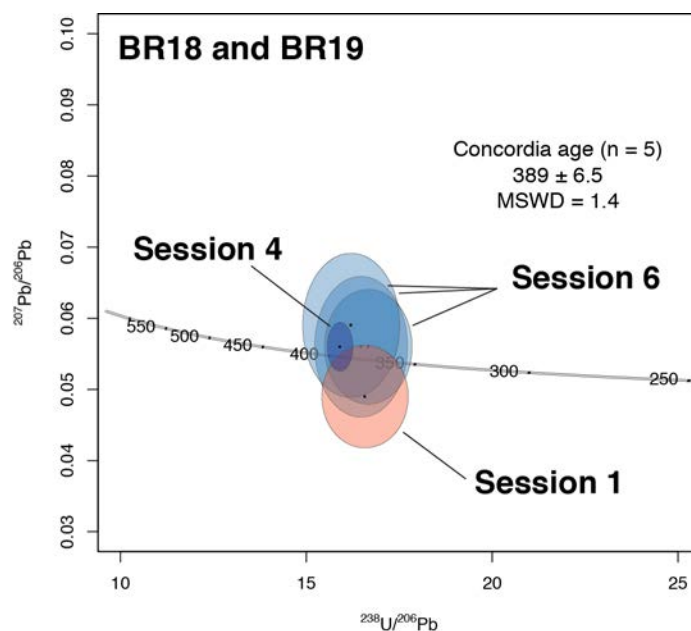 BR18 and BR19
Concordia age (n = 5)
389 ± 6.5
MSWD = 1.4
Session 4
Session 6
Session 1
550
500
450
400
350
300
250
0.10
0.09
0.08
0.07
0.06
0.05
0.04
0.03
²⁰⁷Pb/²⁰⁶Pb
10
15
20
25
²³⁸U/²⁰⁶Pb